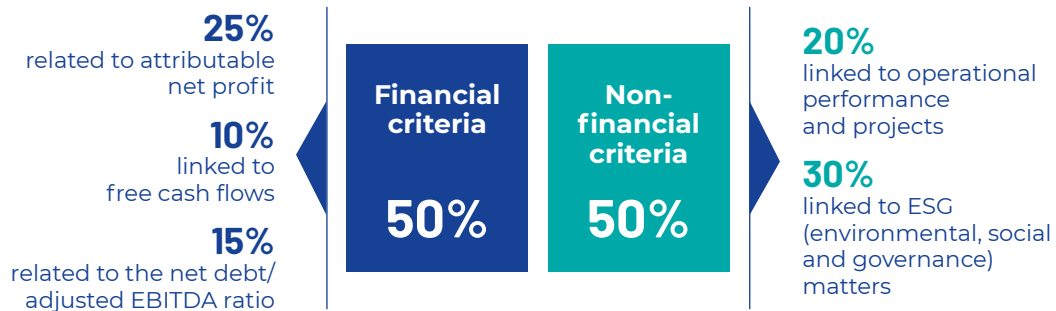 25%
related to attributable
net profit
10%
linked to
free cash flows
15%
related to the net debt/
adjusted EBITDA ratio
Financial
criteria
50%
Non-
financial
criteria
50%
20%
linked to operational
performance
and projects
30%
linked to ESG
(environmental, social
and governance)
matters